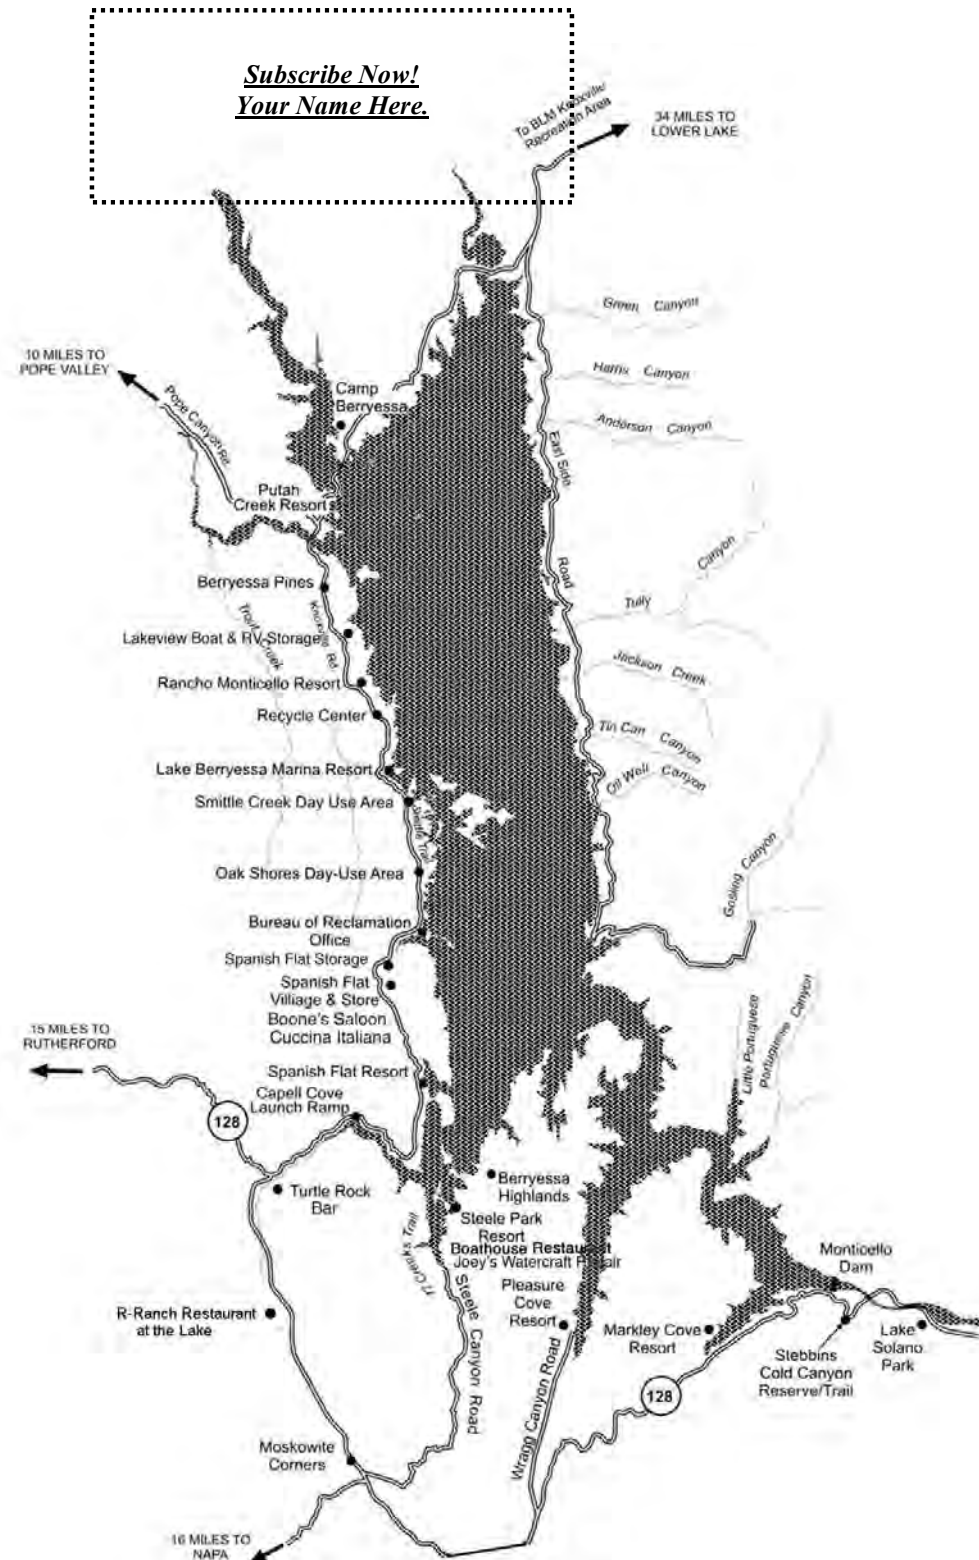 Subscribe Now!
Your Name Here.
To BLM Knoxville
Recreation Area
34 MILES TO
LOWER LAKE
Green Canyon
10 MILES TO
POPE VALLEY
Harrix Canyon
Camp
Berryessa
Pope Canyon Rd
Anderson Canyon
East Side
Road
Putah
Creek Resort
Canyon
Berryessa Pines
Tully
Knoxville Rd
Trout Creek
Lakeview Boat & RV Storage
Jackson Creek
Rancho Monticello Resort
Recycle Center
Tin Can Canyon
Lake Berryessa Marina Resort
Oil Well Canyon
Smittle Creek Day Use Area
Smittle Trail
Oak Shores Day-Use Area
Gosling Canyon
Bureau of Reclamation
Office
Spanish Flat Storage
Spanish Flat
Villiage & Store
Boone's Saloon
Cuccina Italiana
Little Portuguese
Portuguese Canyon
15 MILES TO
RUTHERFORD
Spanish Flat Resort
Capell Cove
Launch Ramp
128
Berryessa
Highlands
Turtle Rock
Bar
Steele Park
Resort
Boathouse Restaurant
Joey's Watercraft Repair
Creeks Trail
Steele Canyon Road
Monticello
Dam
Pleasure
Cove
Resort
R-Ranch Restaurant
at the Lake
Markley Cove
Resort
Lake
Solano
Park
Stebbins
Cold Canyon
Reserve/Trail
Wragg Canyon Road
128
Moskowite
Corners
16 MILES TO
NAPA